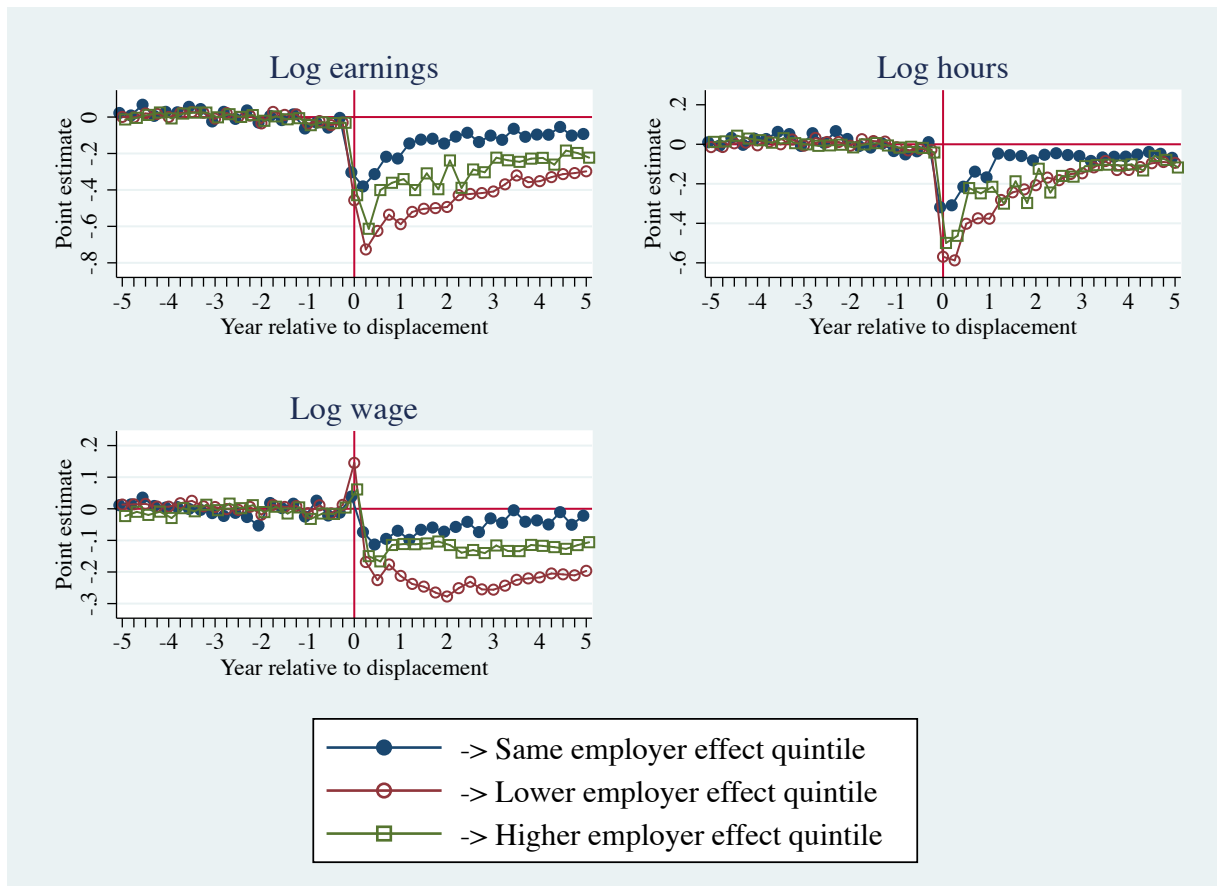 Log earnings
Point estimate
0
-.2
-.4
-.6
-.8
-5 -4 -3 -2 -1 0 1 2 3 4 5
Year relative to displacement
Log hours
Point estimate
.2
0
-.2
-.4
-.6
-5 -4 -3 -2 -1 0 1 2 3 4 5
Year relative to displacement
Log wage
Point estimate
.2
.1
0
-.1
-.2
-.3
-5 -4 -3 -2 -1 0 1 2 3 4 5
Year relative to displacement
-> Same employer effect quintile
-> Lower employer effect quintile
-> Higher employer effect quintile